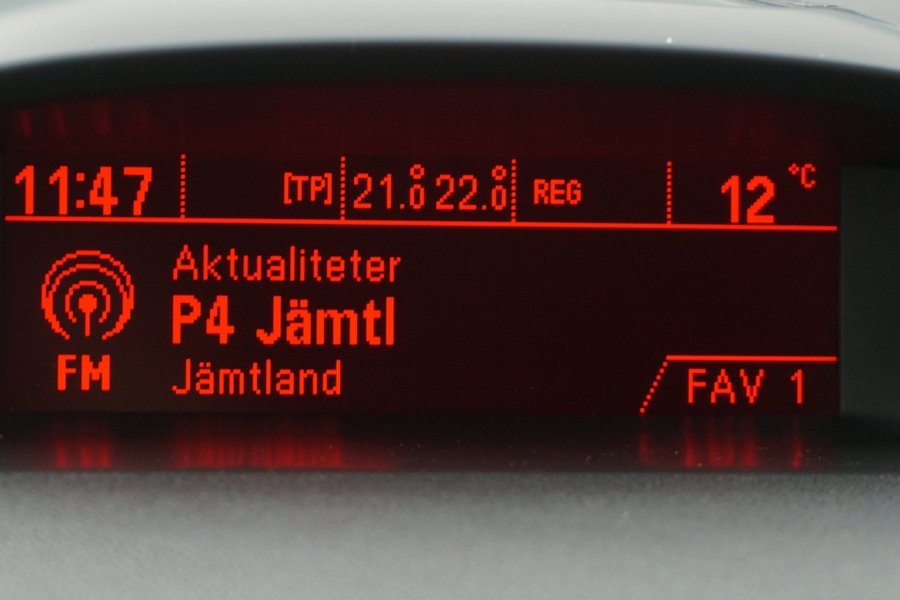 11:47 [TP] 21.0° 22.0° REG 12 °C
Aktualiteter
P4 Jämtl
FM
Jämtland
FAV 1